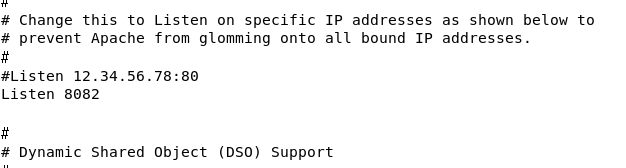 #
# Change this to Listen on specific IP addresses as shown below to
# prevent Apache from glomming onto all bound IP addresses.
#
#Listen 12.34.56.78:80
Listen 8082

#
# Dynamic Shared Object (DSO) Support
#